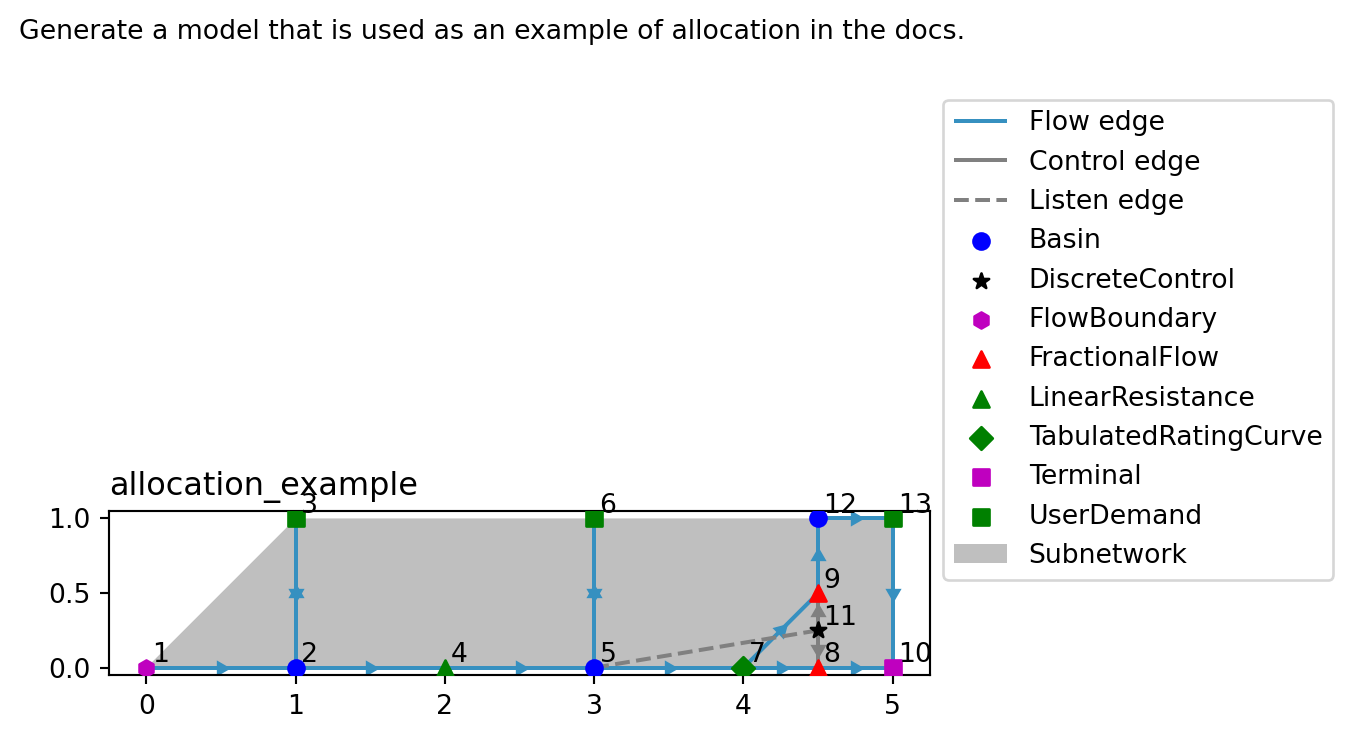 Generate a model that is used as an example of allocation in the docs.
Flow edge
Control edge
Listen edge
Basin
DiscreteControl
FlowBoundary
FractionalFlow
LinearResistance
TabulatedRatingCurve
Terminal
UserDemand
Subnetwork
allocation_example
3 6 12 13
1.0
9
0.5
11
1 2 4 5 7 8 10
0.0
0 1 2 3 4 5